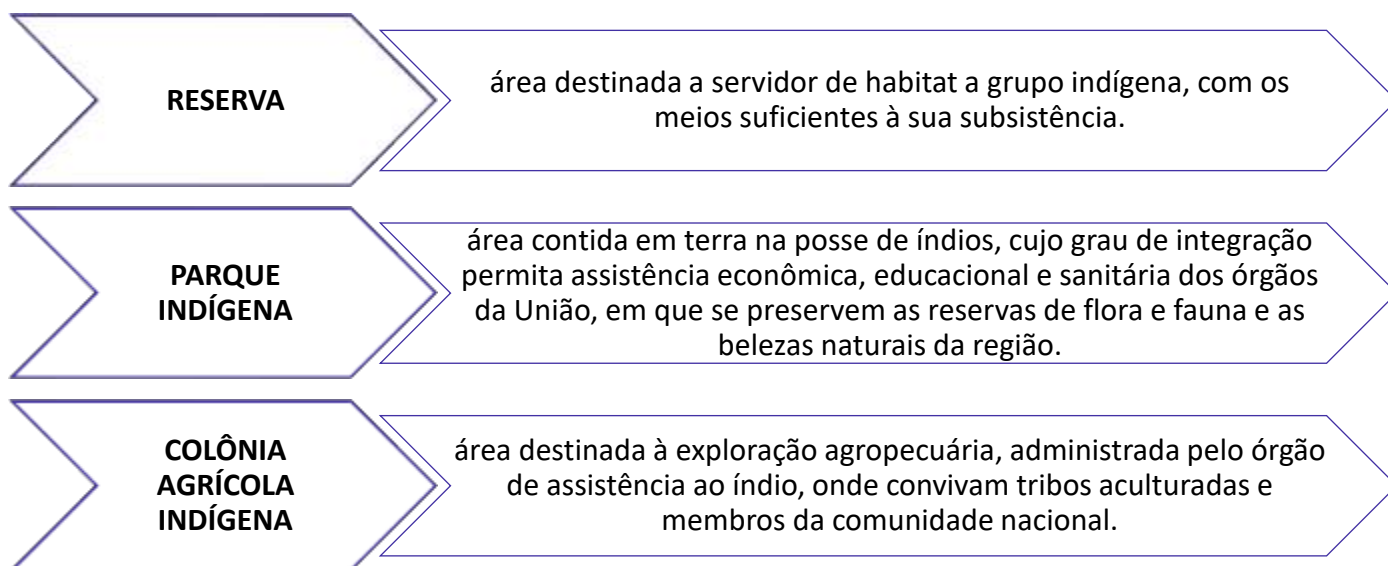 RESERVA
área destinada a servidor de habitat a grupo indígena, com os
meios suficientes à sua subsistência.
PARQUE
INDÍGENA
área contida em terra na posse de índios, cujo grau de integração
permita assistência econômica, educacional e sanitária dos órgãos
da União, em que se preservem as reservas de flora e fauna e as
belezas naturais da região.
COLÔNIA
AGRÍCOLA
INDÍGENA
área destinada à exploração agropecuária, administrada pelo órgão
de assistência ao índio, onde convivam tribos aculturadas e
membros da comunidade nacional.